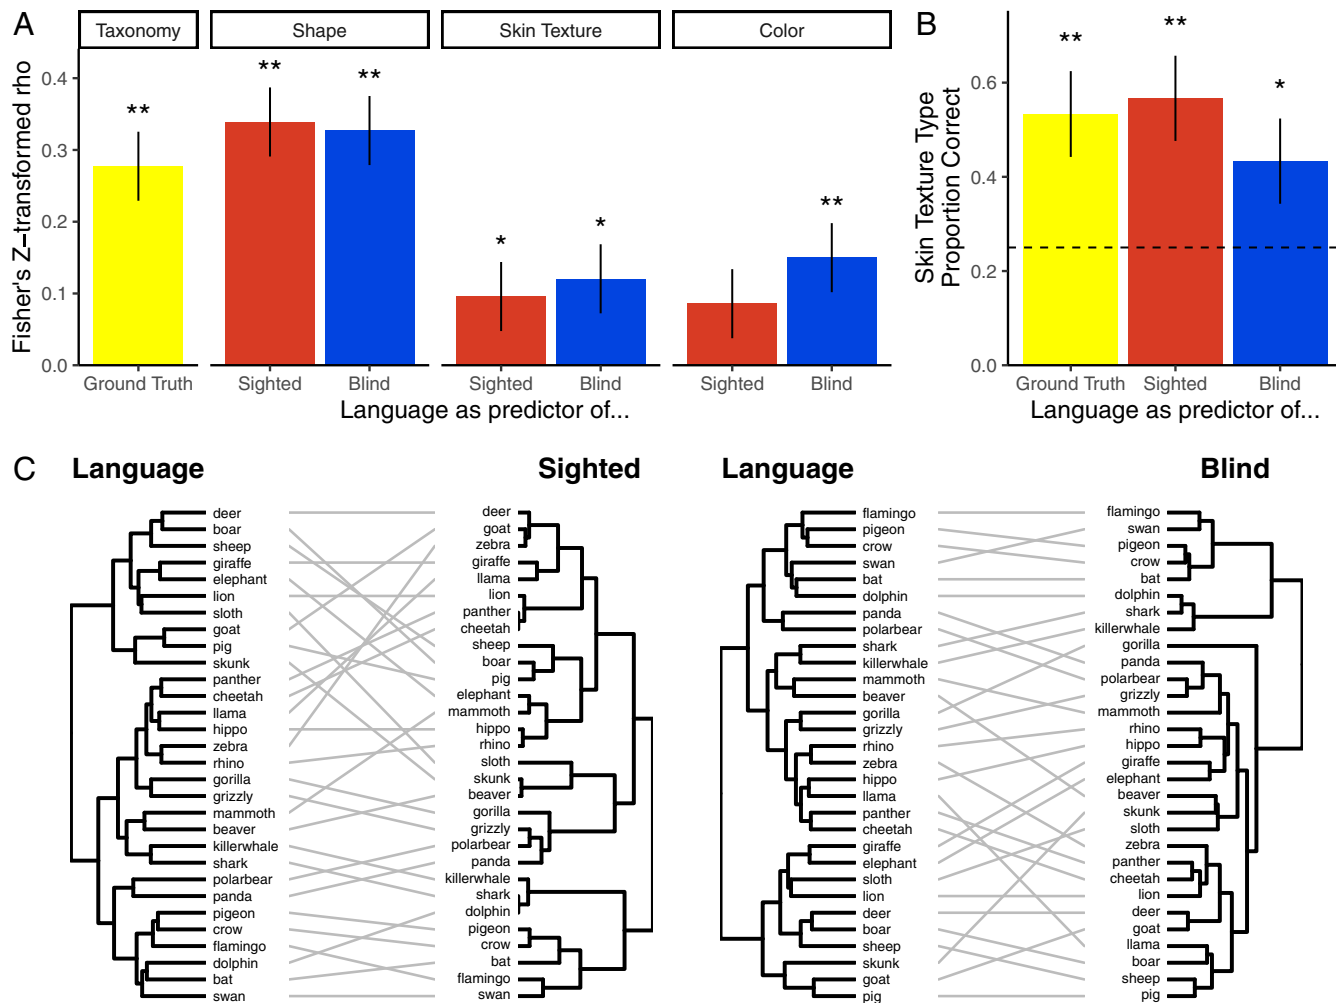 A
Taxonomy
Shape
Skin Texture
Color
Fisher's Z−transformed rho
0.4
0.3
0.2
0.1
0.0
**
**
**
*
*
**
Ground Truth
Sighted
Blind
Sighted
Blind
Sighted
Blind
Language as predictor of...
B
Skin Texture Type
Proportion Correct
0.6
0.4
0.2
0.0
**
**
*
Ground Truth
Sighted
Blind
Language as predictor of...
C
Language
deer
boar
sheep
giraffe
elephant
lion
sloth
goat
pig
skunk
panther
cheetah
llama
hippo
zebra
rhino
gorilla
grizzly
mammoth
beaver
killerwhale
shark
polarbear
panda
pigeon
crow
flamingo
dolphin
bat
swan
Sighted
deer
goat
zebra
giraffe
llama
lion
panther
cheetah
sheep
boar
pig
elephant
mammoth
hippo
rhino
sloth
skunk
beaver
gorilla
grizzly
polarbear
panda
killerwhale
shark
dolphin
pigeon
crow
bat
flamingo
swan
Language
flamingo
pigeon
crow
swan
bat
dolphin
panda
polarbear
shark
killerwhale
mammoth
beaver
gorilla
grizzly
rhino
zebra
hippo
llama
panther
cheetah
giraffe
elephant
sloth
lion
deer
boar
sheep
skunk
goat
pig
Blind
flamingo
swan
pigeon
crow
bat
dolphin
shark
killerwhale
gorilla
panda
polarbear
grizzly
mammoth
rhino
hippo
giraffe
elephant
beaver
skunk
sloth
zebra
panther
cheetah
lion
deer
goat
llama
boar
sheep
pig